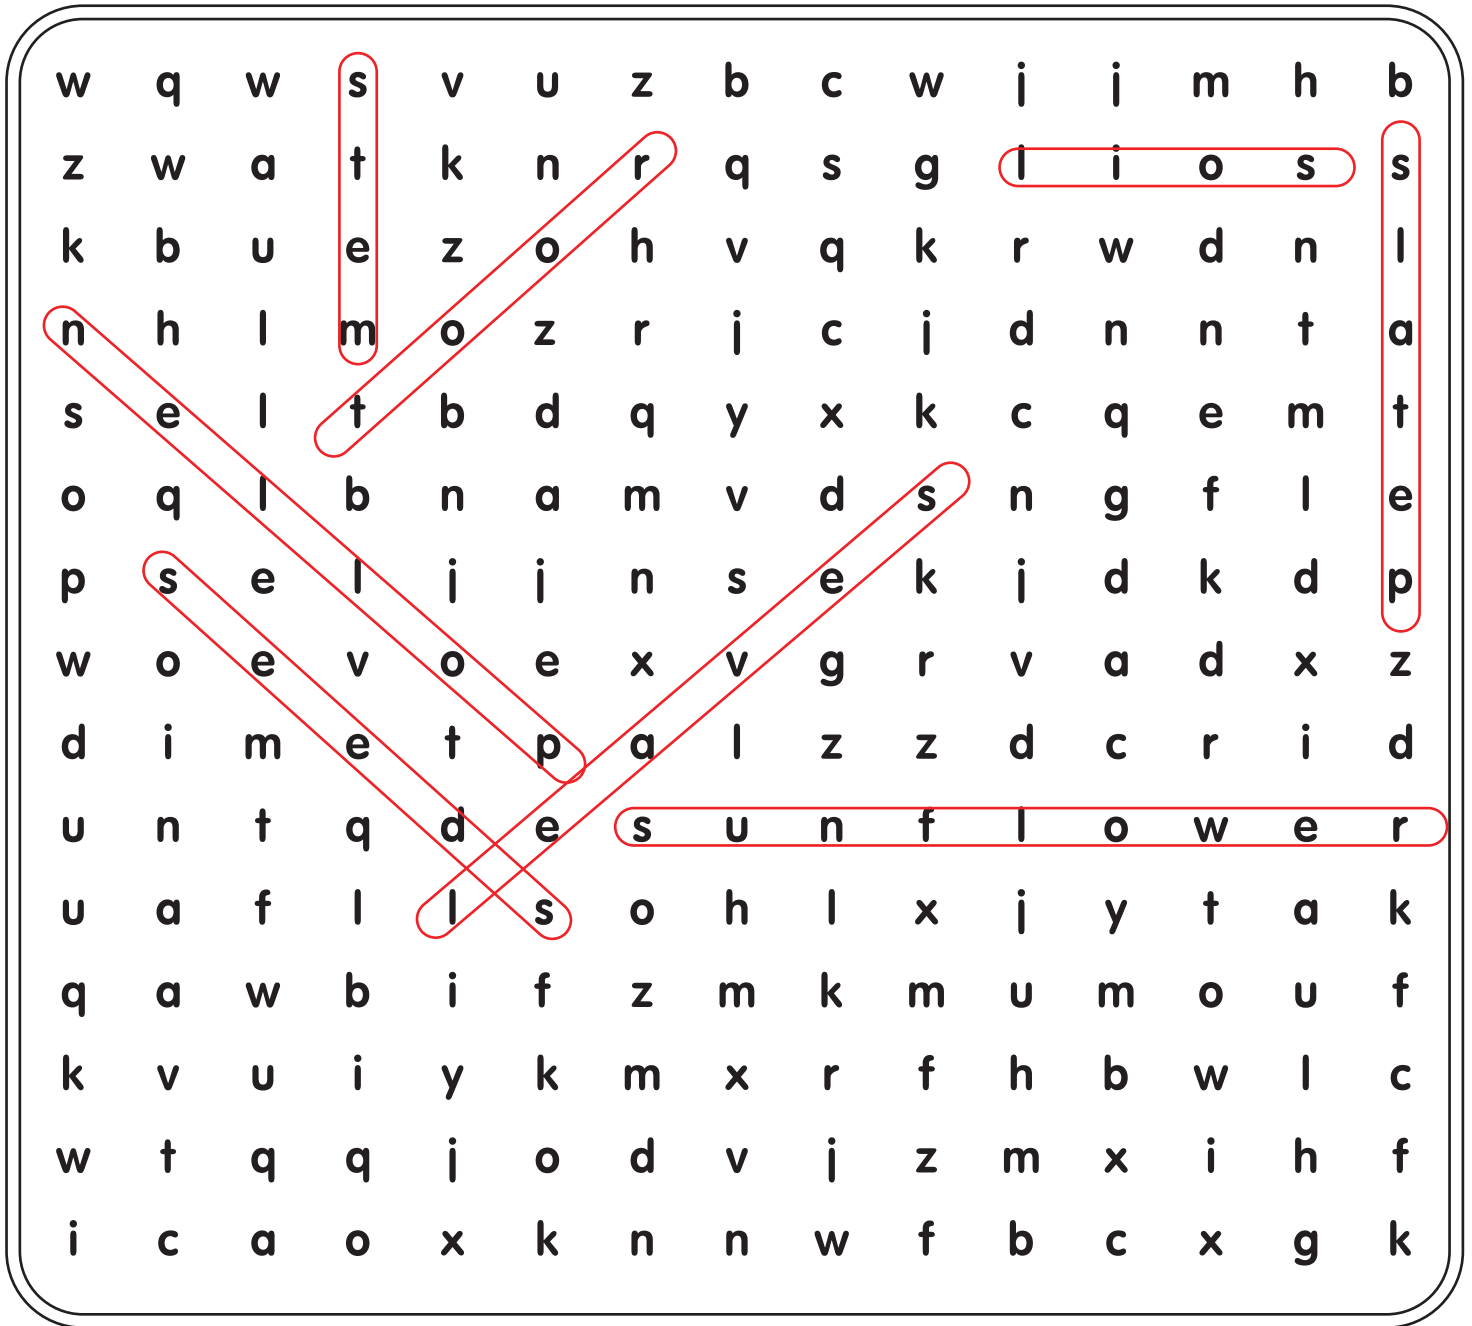 w q w s v u z b c w j j m h b
z w a t k n r q s g l i o s s
k b u e z o h v q k r w d n l
n h l m o z r j c j d n n t a
s e l t b d q y x k c q e m t
o q l b n a m v d s n g f l e
p s e l j j n s e k j d k d p
w o e v o e x v g r v a d x z
d i m e t p a l z z d c r i d
u n t q d e s u n f l o w e r
u a f l l s o h l x j y t a k
q a w b i f z m k m u m o u f
k v u i y k m x r f h b w l c
w t q q j o d v j z m x i h f
i c a o x k n n w f b c x g k